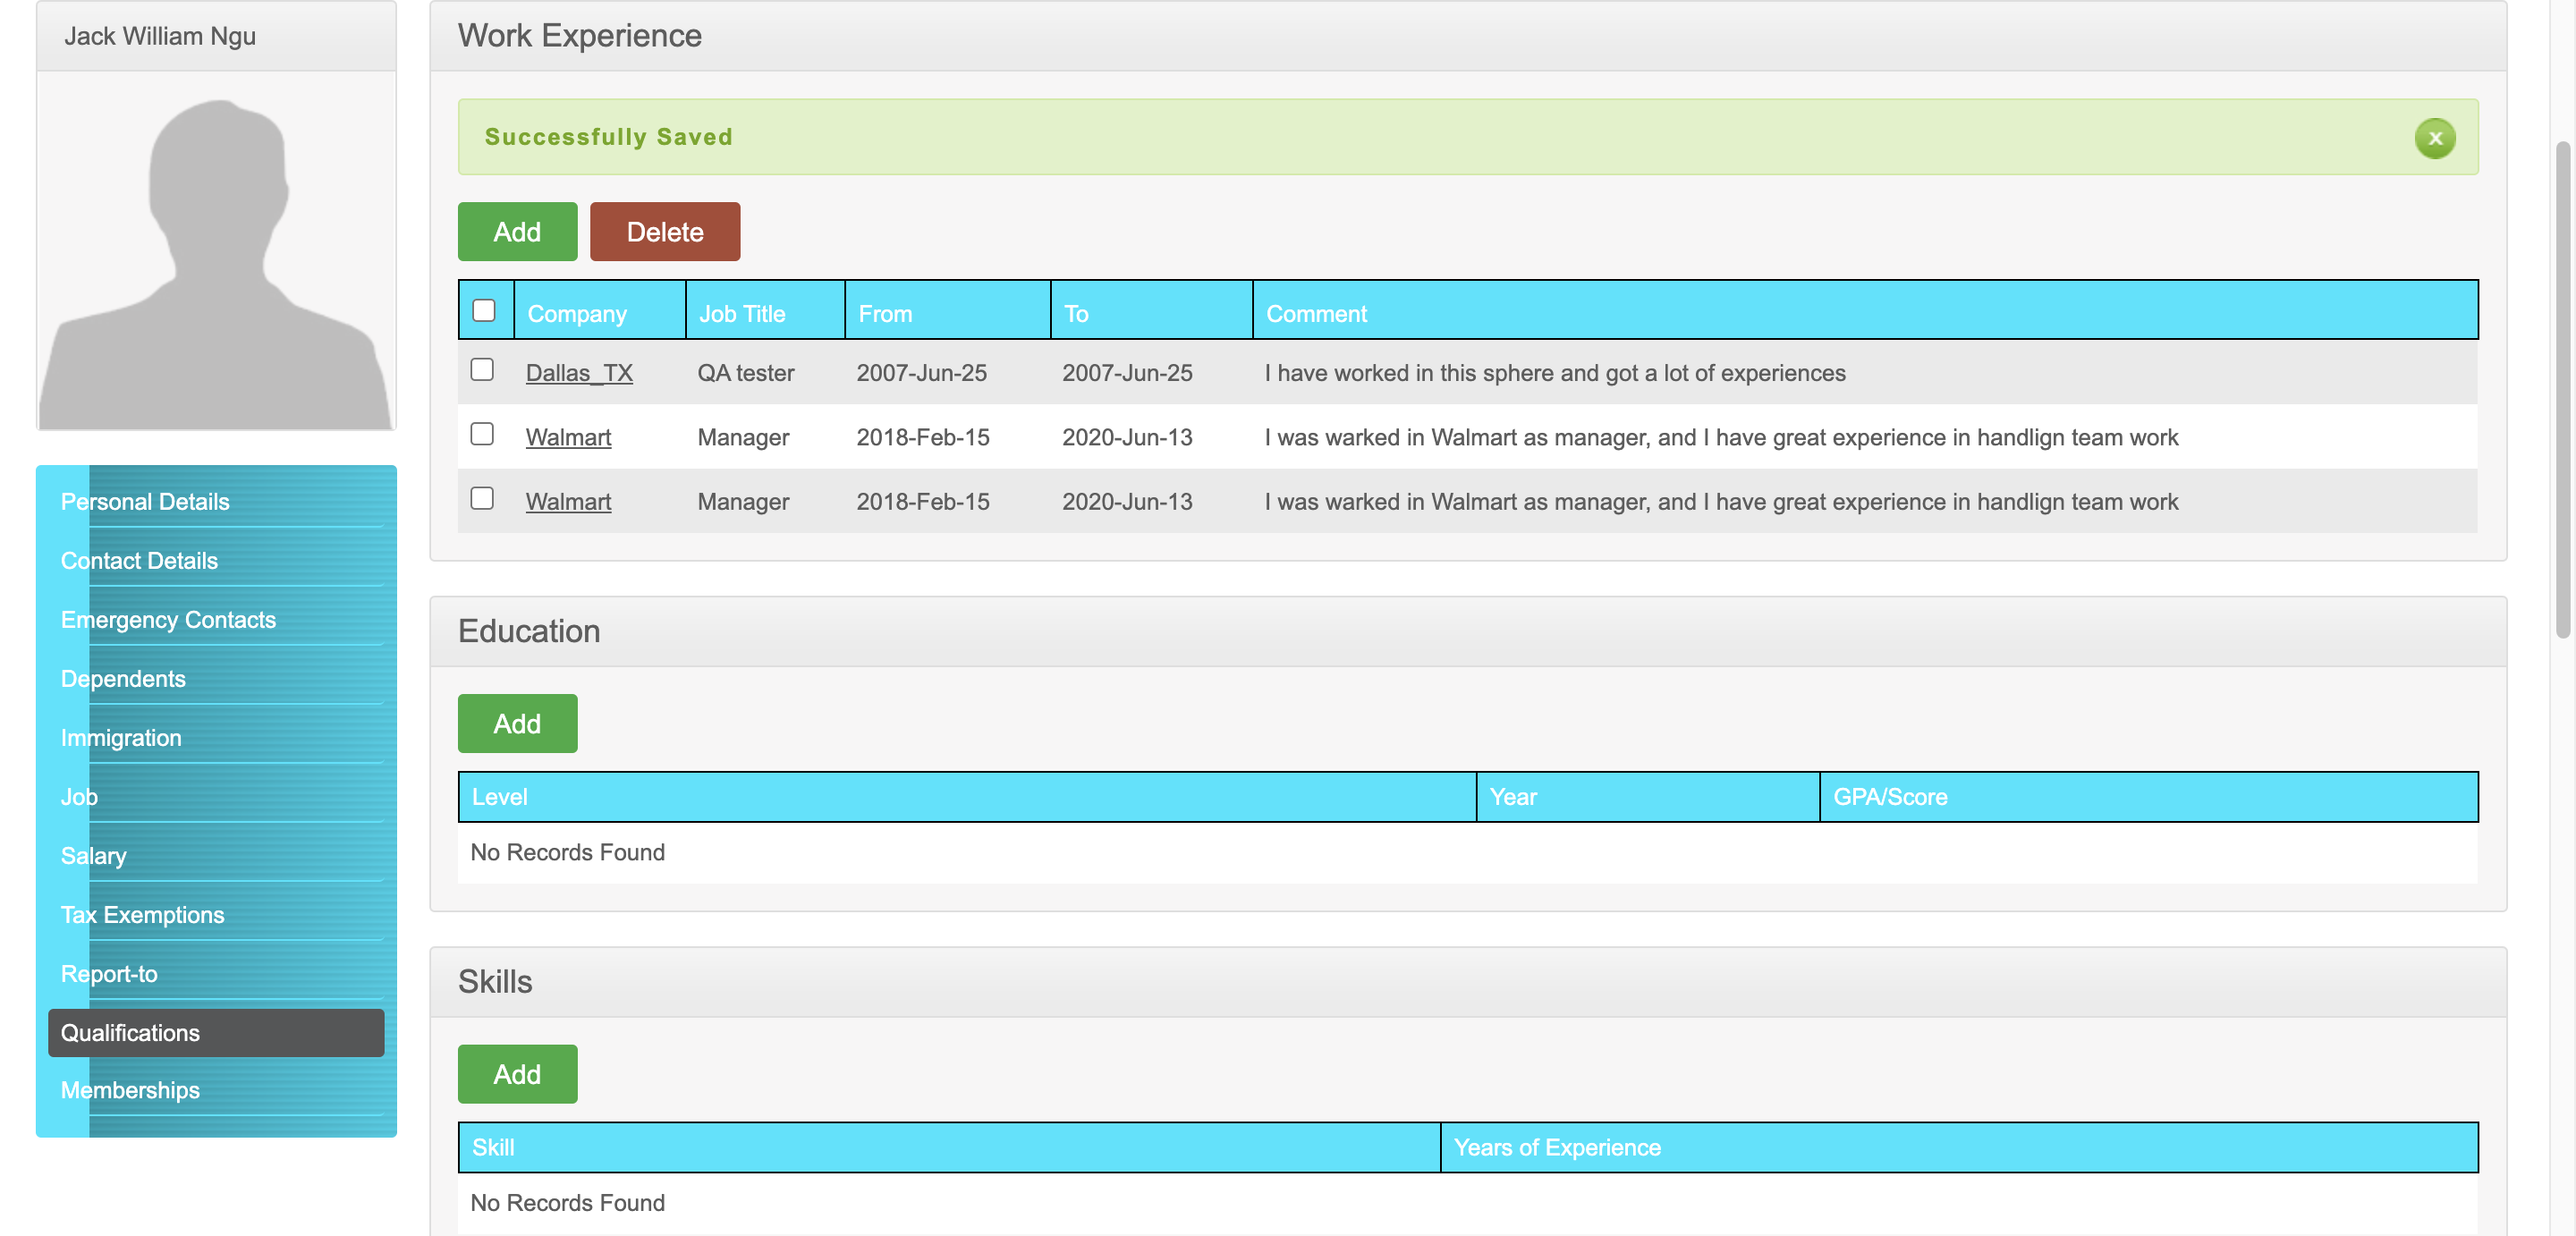 Jack William Ngu
Personal Details
Contact Details
Emergency Contacts
Dependents
Immigration
Job
Salary
Tax Exemptions
Report-to
Qualifications
Memberships
Work Experience
Successfully Saved
x
Add Delete
Company Job Title From To Comment
Dallas_TX QA tester 2007-Jun-25 2007-Jun-25 I have worked in this sphere and got a lot of experiences
Walmart Manager 2018-Feb-15 2020-Jun-13 I was warked in Walmart as manager, and I have great experience in handlign team work
Walmart Manager 2018-Feb-15 2020-Jun-13 I was warked in Walmart as manager, and I have great experience in handlign team work
Education
Add
Level Year GPA/Score
No Records Found
Skills
Add
Skill Years of Experience
No Records Found